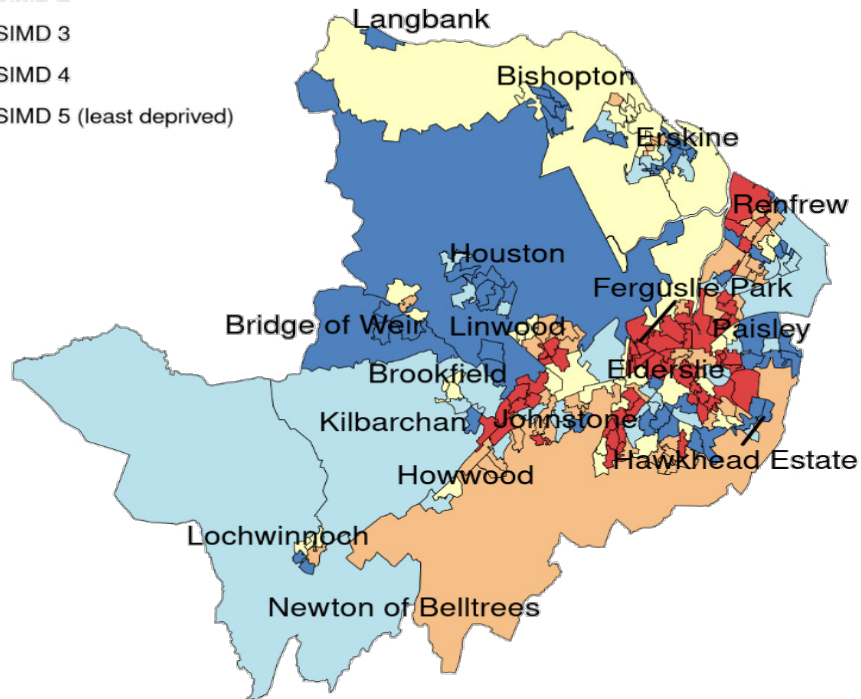 SIMD 3
SIMD 4
SIMD 5 (least deprived)
Langbank
Bishopton
Erskine
Renfrew
Houston
Ferguslie Park
Bridge of Weir
Linwood
Paisley
Brookfield
Elderslie
Kilbarchan
Johnstone
Hawkhead Estate
Howwood
Lochwinnoch
Newton of Belltrees